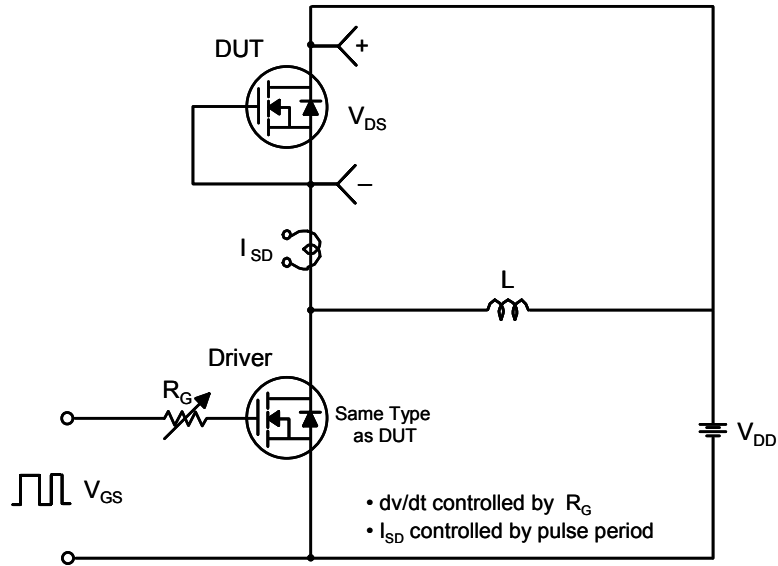 DUT
+
V_DS
–
I_SD
L
Driver
R_G
Same Type
as DUT
V_DD
V_GS
• dv/dt controlled by R_G
• I_SD controlled by pulse period